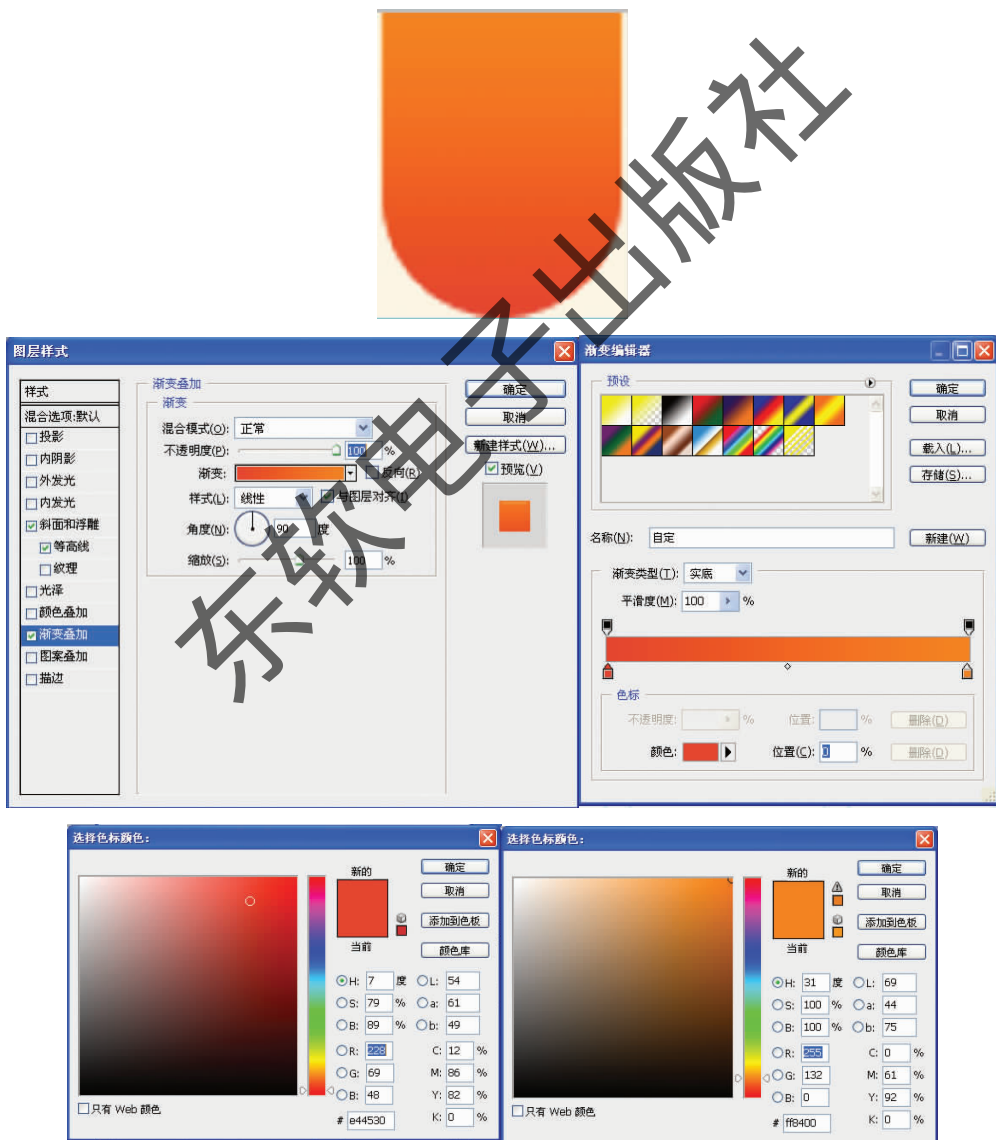 东软电子出版社
图层样式
样式
混合选项:默认
投影
内阴影
外发光
内发光
斜面和浮雕
等高线
纹理
光泽
颜色叠加
渐变叠加
图案叠加
描边
渐变叠加
渐变
混合模式(O): 正常
不透明度(P): 100 %
渐变: 反向(R)
样式(L): 线性 与图层对齐(I)
角度(N): 90 度
缩放(S): 100 %
确定
取消
新建样式(W)...
预览(V)
渐变编辑器
预设
确定
取消
载入(L)...
存储(S)...
名称(N): 自定 新建(W)
渐变类型(T): 实底
平滑度(M): 100 %
色标
不透明度: % 位置: % 删除(D)
颜色: 位置(C): 0 % 删除(D)
选择色标颜色:
新的
当前
确定
取消
添加到色板
颜色库
H: 7 度 L: 54
S: 79 % a: 61
B: 89 % b: 49
R: 228 C: 12 %
G: 69 M: 86 %
B: 48 Y: 82 %
# e44530 K: 0 %
只有 Web 颜色
选择色标颜色:
新的
当前
确定
取消
添加到色板
颜色库
H: 31 度 L: 69
S: 100 % a: 44
B: 100 % b: 75
R: 255 C: 0 %
G: 132 M: 61 %
B: 0 Y: 92 %
# ff8400 K: 0 %
只有 Web 颜色